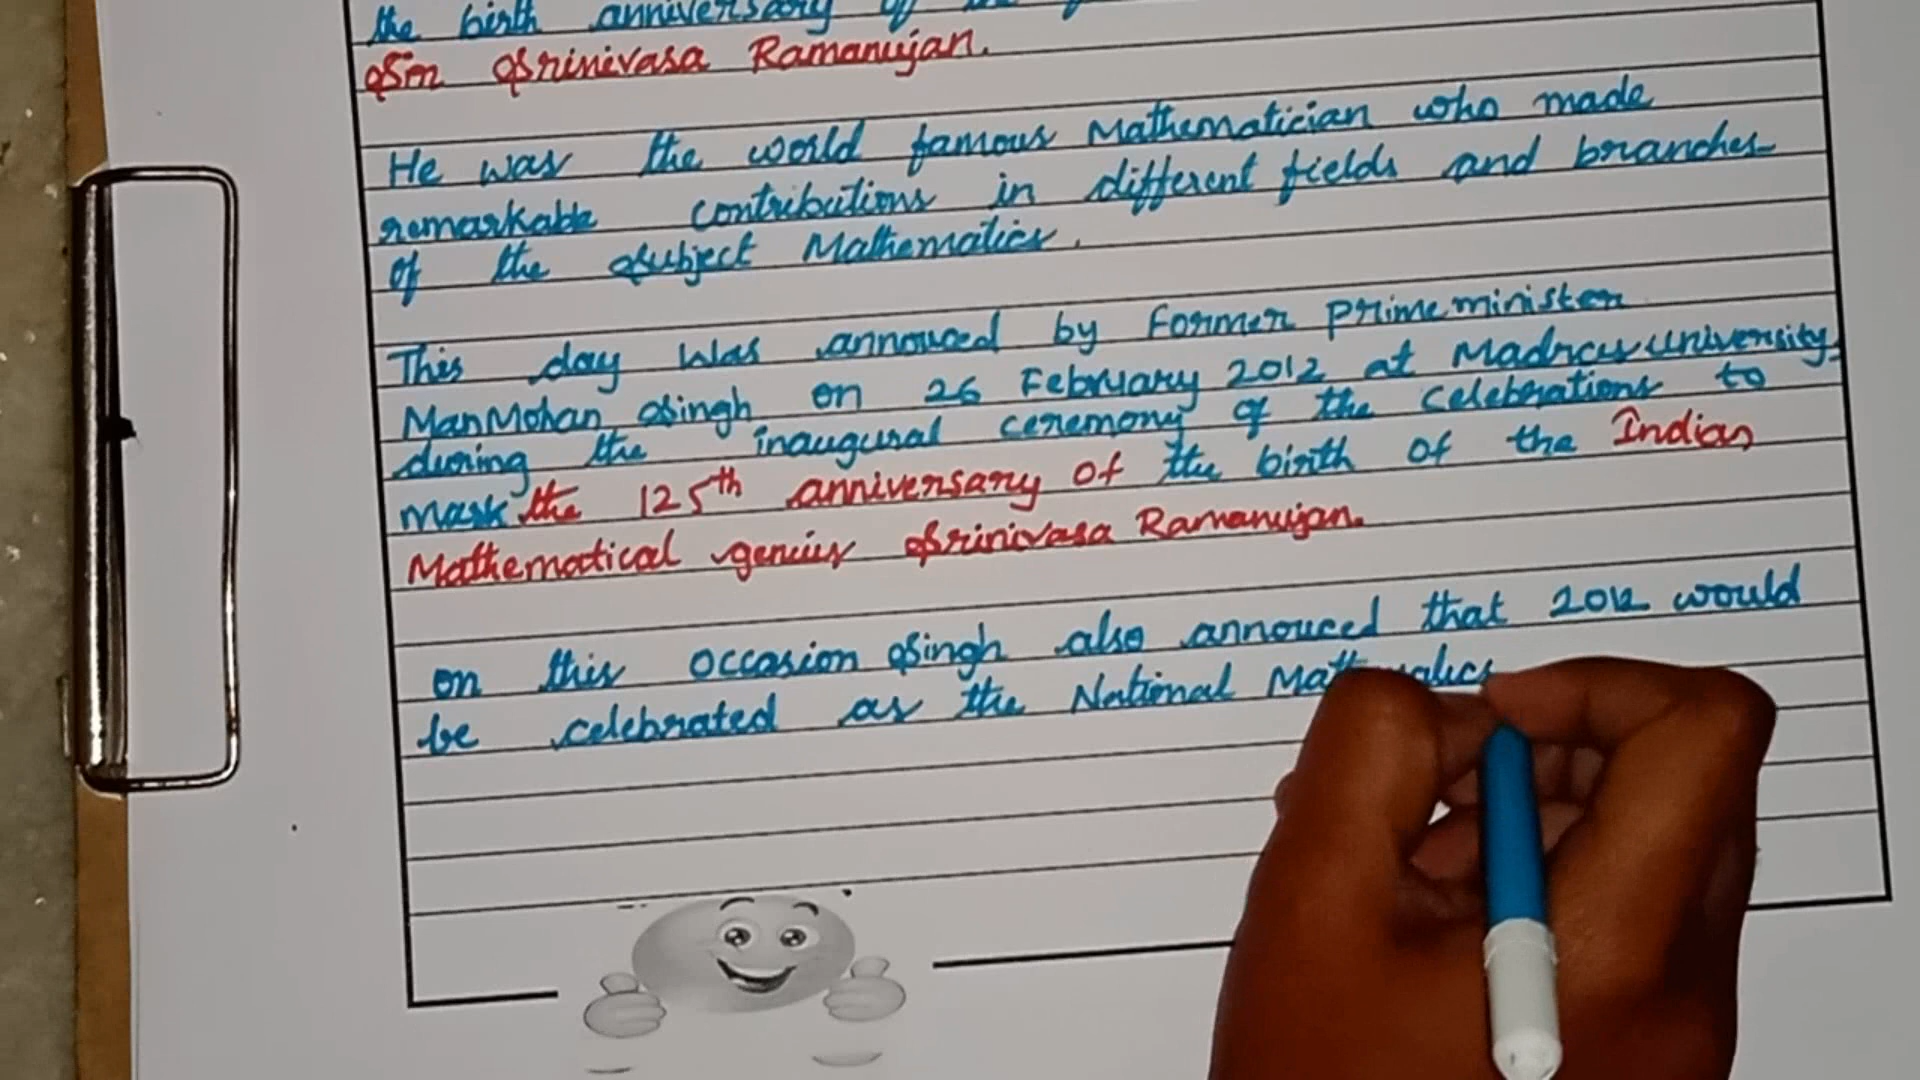 the birth anniversary of the
Sri Srinivasa Ramanujan.
He was the world famous Mathematician who made
remarkable contributions in different fields and branches
of the subject Mathematics.
This day was annouced by Former Prime minister
ManMohan Singh on 26 February 2012 at Madras university
during the inaugural ceremony of the celebrations to
mark the 125th anniversary of the birth of the Indian
Mathematical genius Srinivasa Ramanujan.
on this occasion Singh also annouced that 2012 would
be celebrated as the National